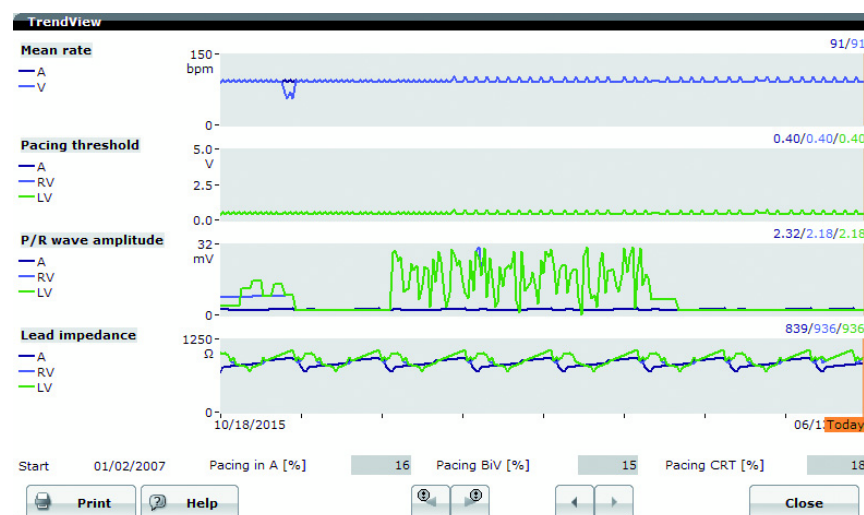 TrendView
Mean rate
A
V
150
bpm
0
91/91
Pacing threshold
A
RV
LV
5.0
V
2.5
0.0
0.40/0.40/0.40
P/R wave amplitude
A
RV
LV
32
mV
0
2.32/2.18/2.18
Lead impedance
A
RV
LV
1250
Ω
0
839/936/936
10/18/2015 06/1 Today
Start 01/02/2007 Pacing in A [%] 16 Pacing BiV [%] 15 Pacing CRT [%] 18
Print Help Close